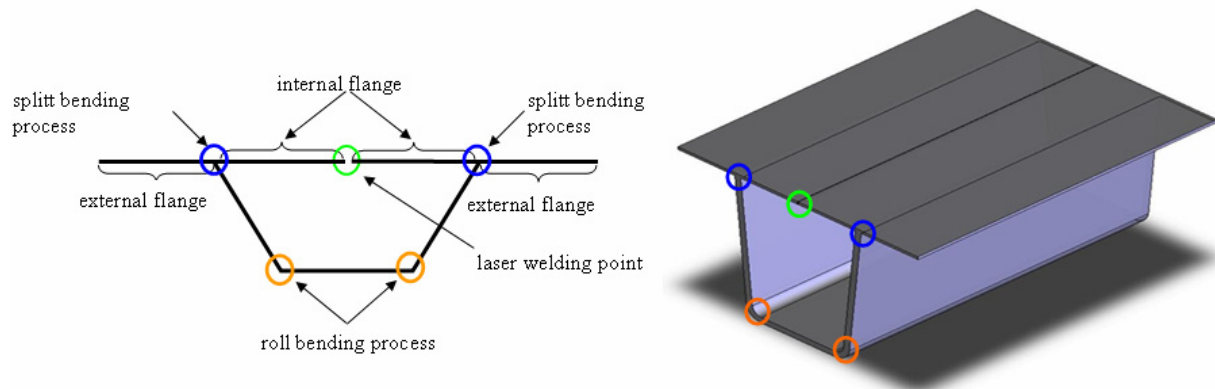 internal flange
splitt bending
process
splitt bending
process
external flange
external flange
laser welding point
roll bending process